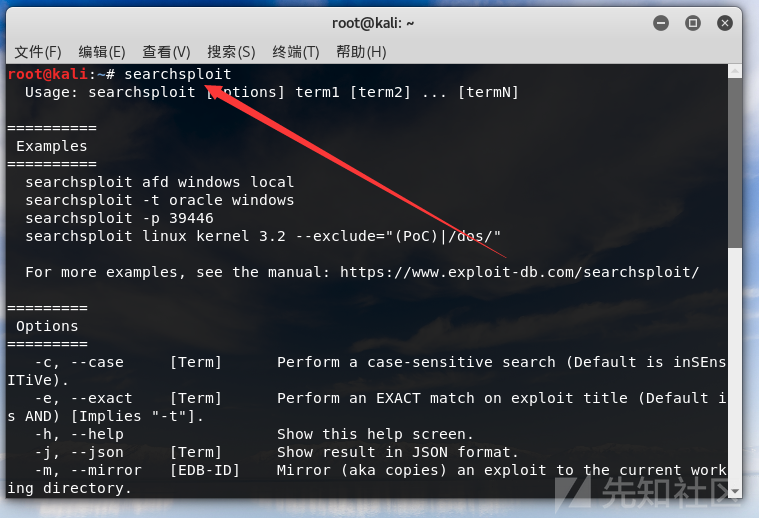 root@kali: ~
文件(F) 编辑(E) 查看(V) 搜索(S) 终端(T) 帮助(H)
root@kali:~# searchsploit
Usage: searchsploit [options] term1 [term2] ... [termN]
==========
Examples
==========
searchsploit afd windows local
searchsploit -t oracle windows
searchsploit -p 39446
searchsploit linux kernel 3.2 --exclude="(PoC)|/dos/"
For more examples, see the manual: https://www.exploit-db.com/searchsploit/
=========
Options
=========
-c, --case [Term] Perform a case-sensitive search (Default is inSEns
ITiVe).
-e, --exact [Term] Perform an EXACT match on exploit title (Default i
s AND) [Implies "-t"].
-h, --help Show this help screen.
-j, --json [Term] Show result in JSON format.
-m, --mirror [EDB-ID] Mirror (aka copies) an exploit to the current work
ing directory.
先知社区